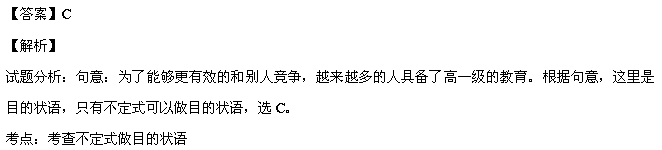 【答案】C
【解析】
试题分析：句意：为了能够更有效的和别人竞争，越来越多的人具备了高一级的教育。根据句意，这里是
目的状语，只有不定式可以做目的状语，选 C。
考点：考查不定式做目的状语